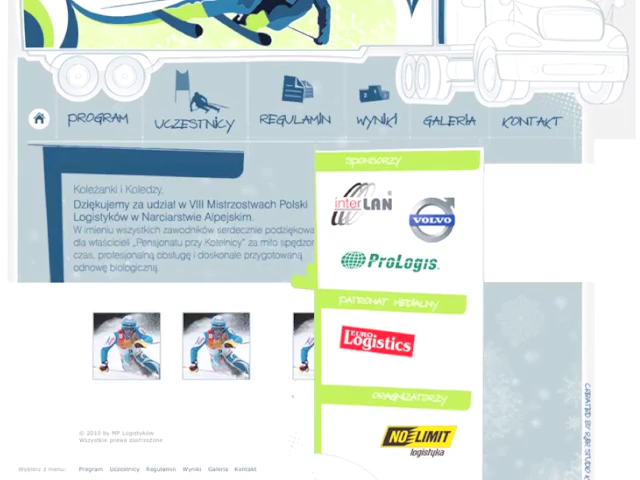 PROGRAM
UCZESTNICY
REGULAMIN
WYNIKI
GALERIA
KONTAKT
Koleżanki i Koledzy,
Dziękujemy za udział w VIII Mistrzostwach Polski
Logistyków w Narciarstwie Alpejskim.
W imieniu wszystkich zawodników serdecznie podziękowa
dla właścicieli „Pensjonatu przy Kotelnicy" za miło spędzon
czas, profesjonalną obsługę i doskonale przygotowaną
odnowę biologiczną.
SPONSORZY
interLAN
VOLVO
ProLogis.
PATRONAT MEDIALNY
EURO
Logistics
ORAGNIZATORZY
NO LIMIT
logistyka
© 2010 by MP Logistyków
Wszystkie prawa zastrzeżone
Wybierz z menu: Program Uczestnicy Regulamin Wyniki Galeria Kontakt